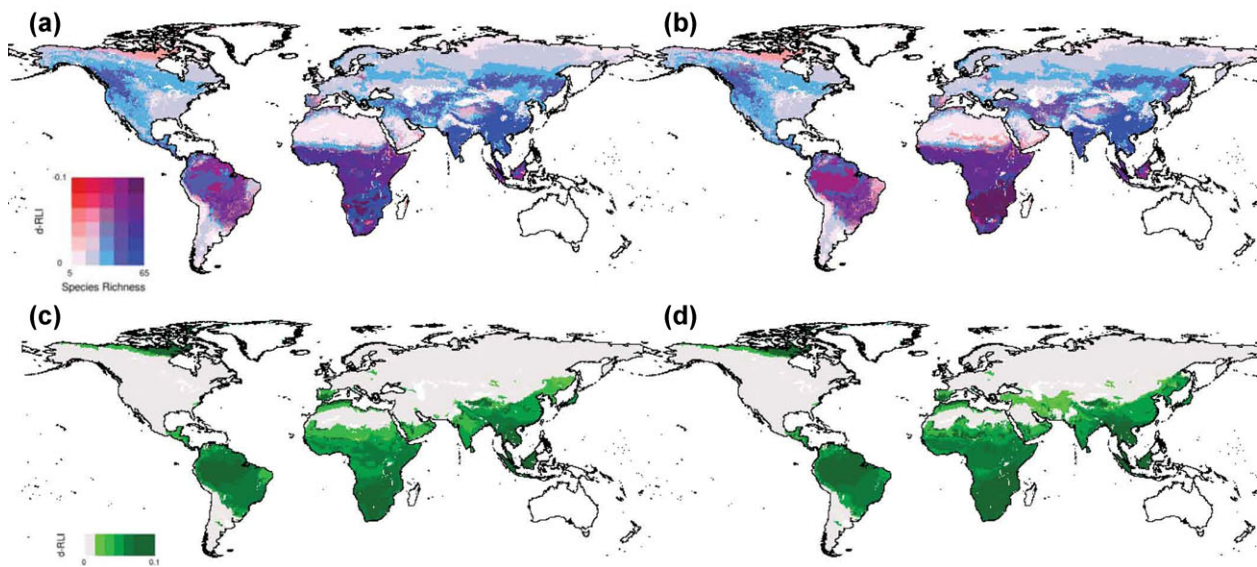 (a)
(b)
-0.1
d-RLI
0
5
65
Species Richness
(c)
(d)
d-RLI
0
0.1